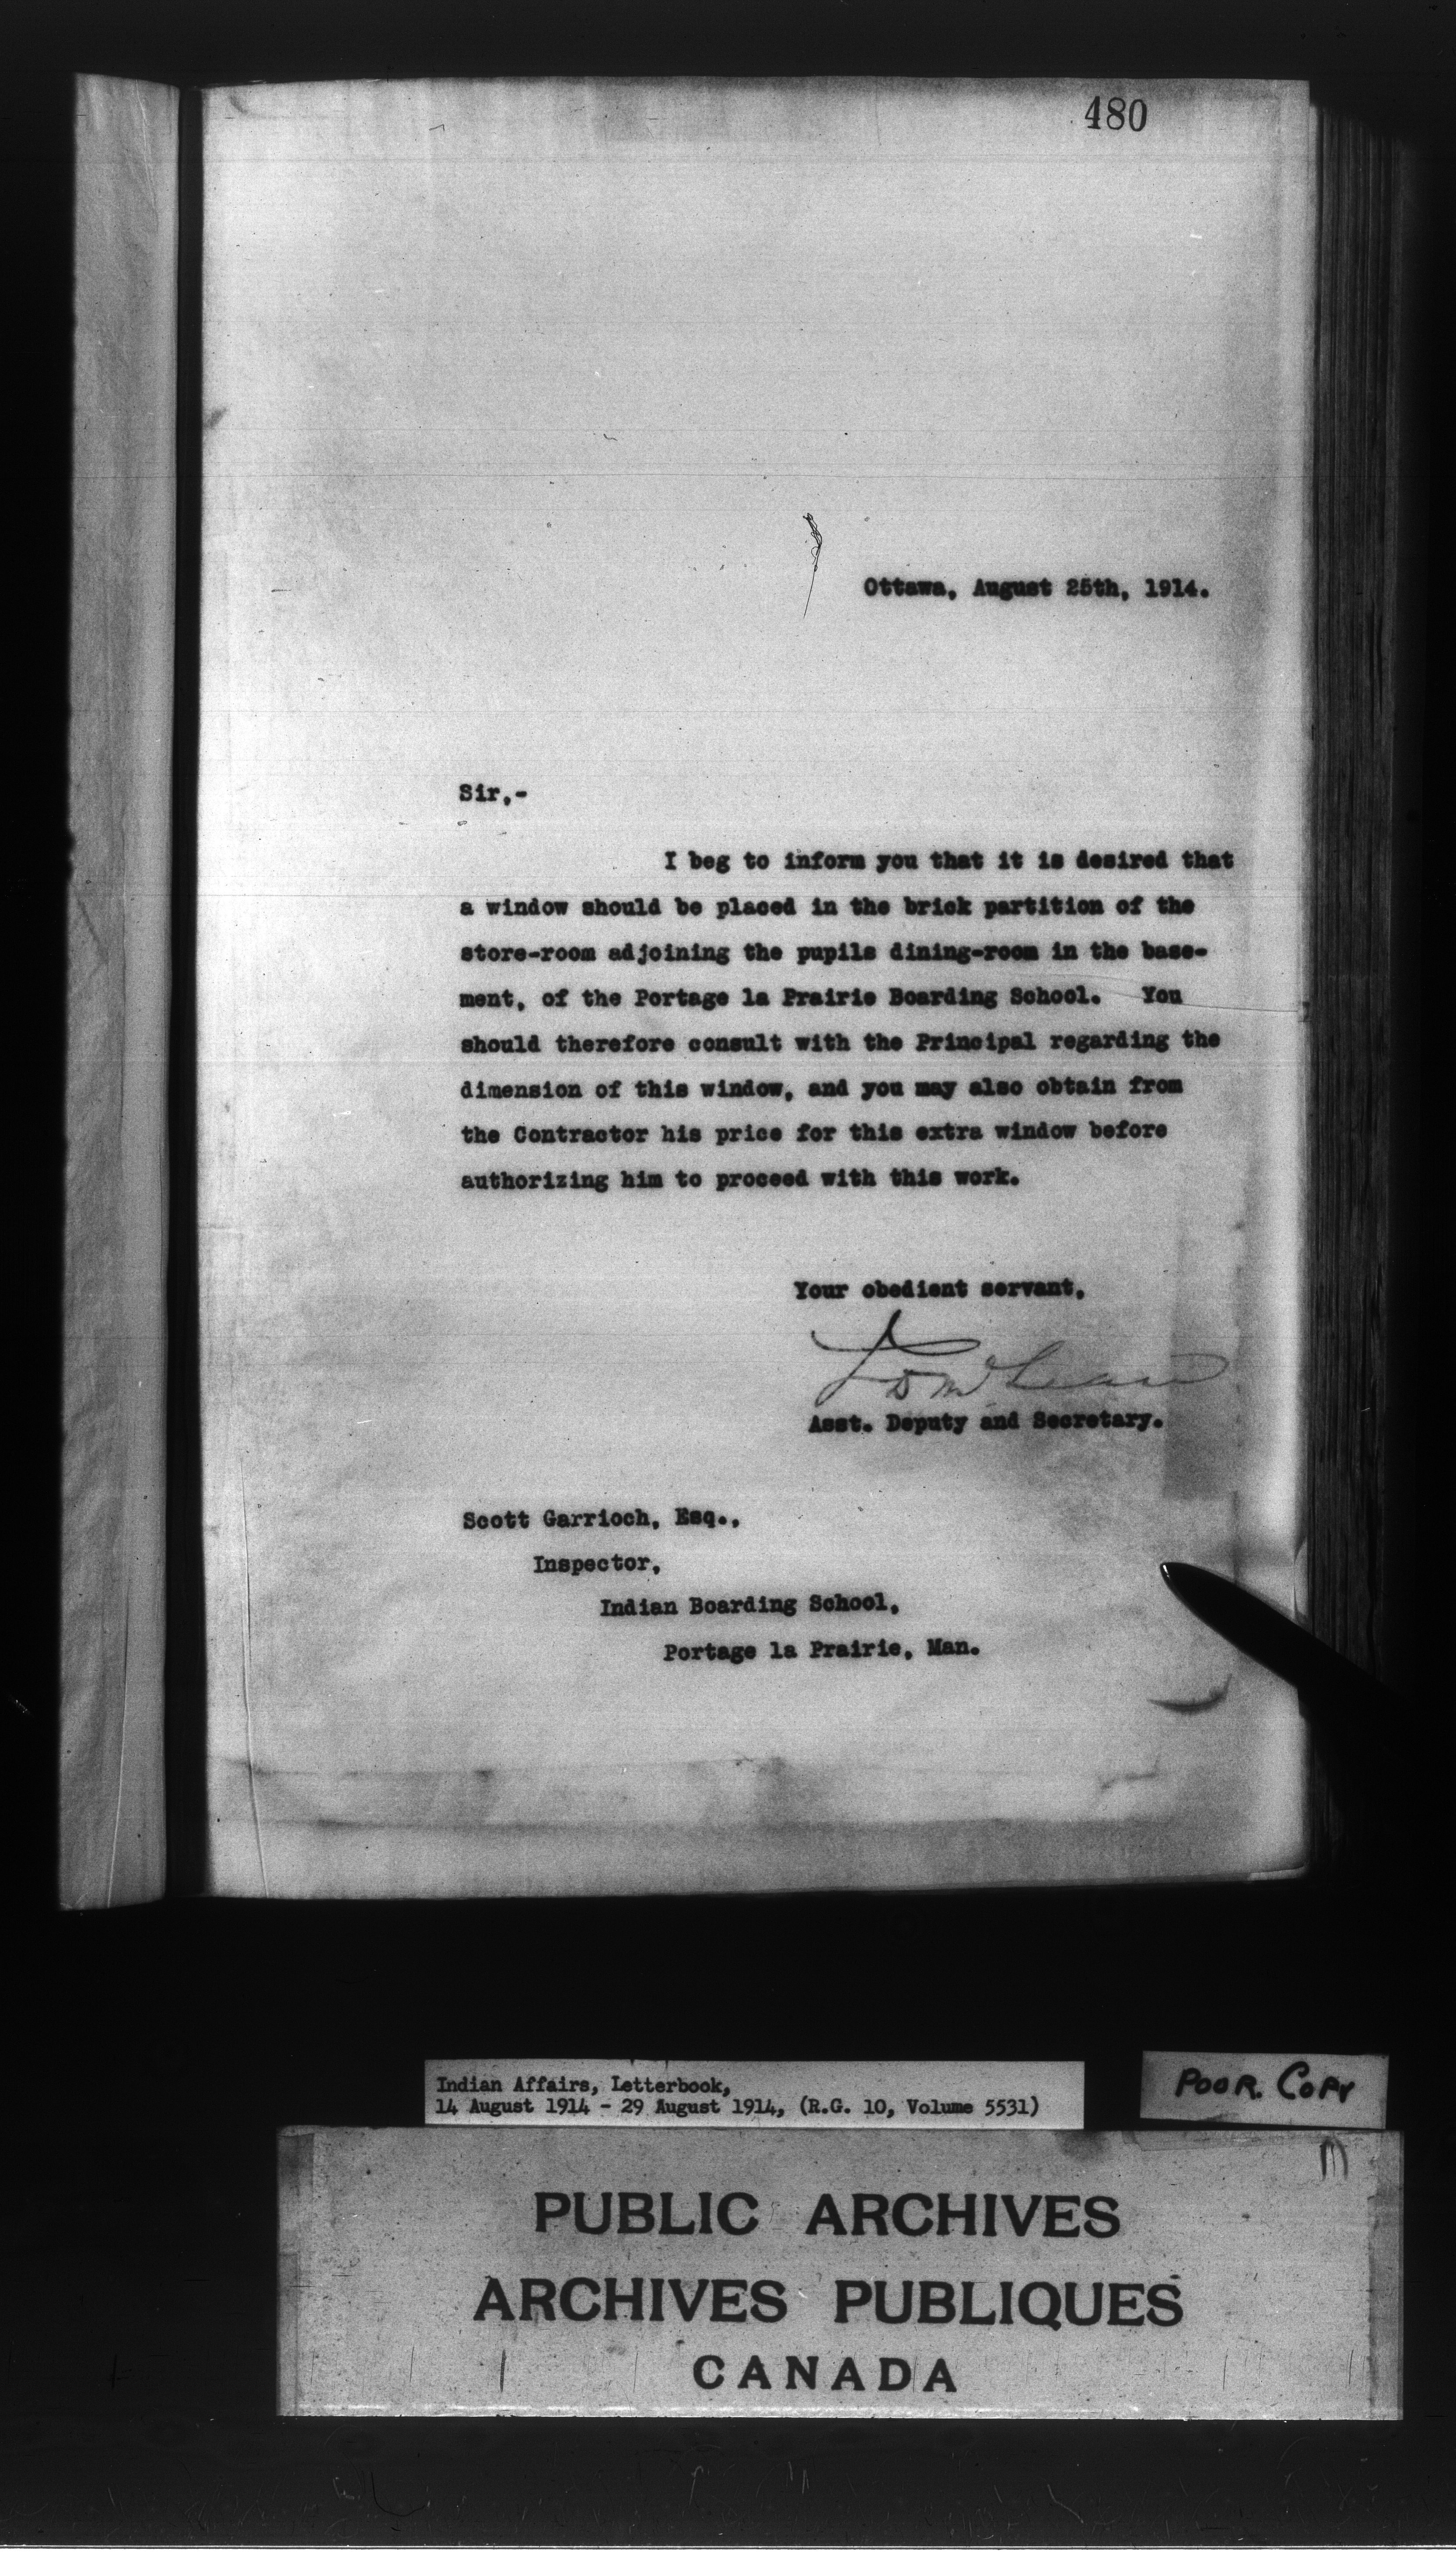 480
Ottawa, August 25th, 1914.
Sir,-
I beg to inform you that it is desired that
a window should be placed in the brick partition of the
store-room adjoining the pupils dining-room in the base-
ment, of the Portage la Prairie Boarding School. You
should therefore consult with the Principal regarding the
dimension of this window, and you may also obtain from
the Contractor his price for this extra window before
authorizing him to proceed with this work.
Your obedient servant,
J D McLean
Asst. Deputy and Secretary.
Scott Garrioch, Esq.,
Inspector,
Indian Boarding School,
Portage la Prairie, Man.
Indian Affairs, Letterbook,
14 August 1914 - 29 August 1914, (R.G. 10, Volume 5531)
POOR. COPY
PUBLIC ARCHIVES
ARCHIVES PUBLIQUES
CANADA